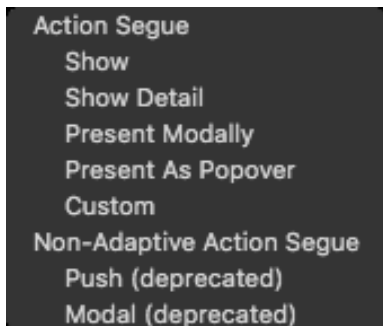 Action Segue
Show
Show Detail
Present Modally
Present As Popover
Custom
Non-Adaptive Action Segue
Push (deprecated)
Modal (deprecated)